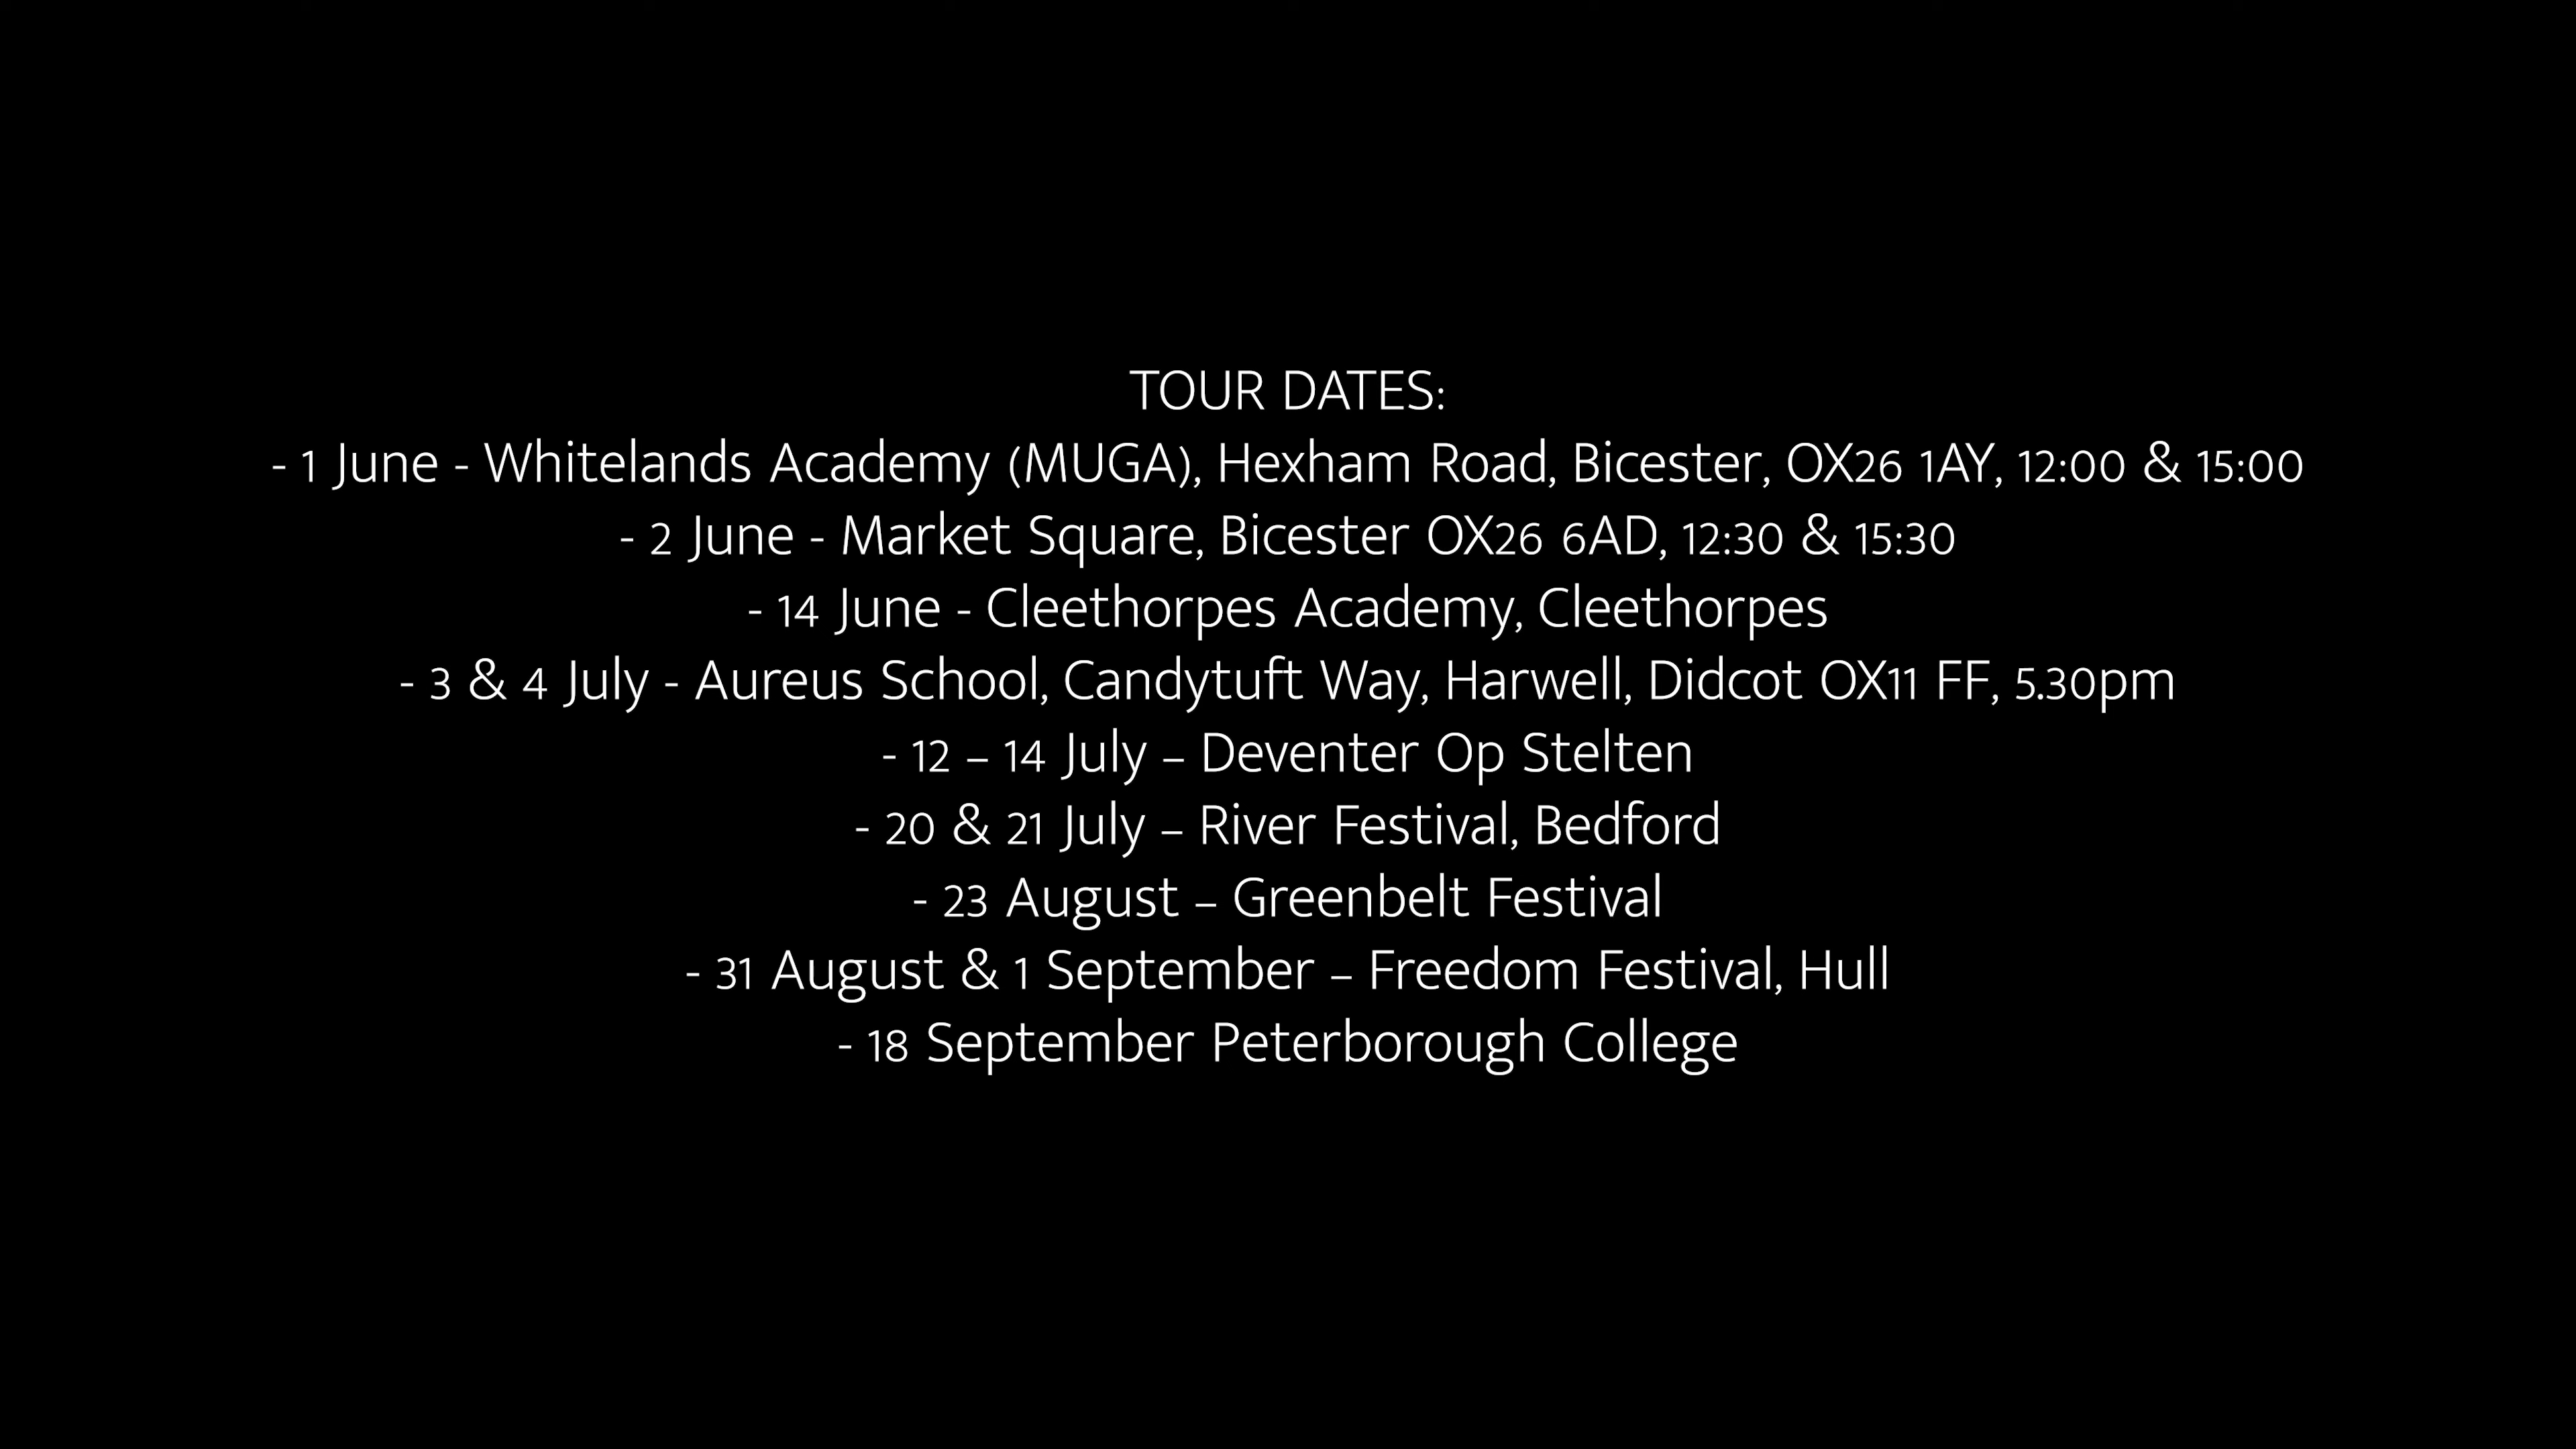 TOUR DATES:
- 1 June - Whitelands Academy (MUGA), Hexham Road, Bicester, OX26 1AY, 12:00 & 15:00
- 2 June - Market Square, Bicester OX26 6AD, 12:30 & 15:30
- 14 June - Cleethorpes Academy, Cleethorpes
- 3 & 4 July - Aureus School, Candytuft Way, Harwell, Didcot OX11 FF, 5.30pm
- 12 – 14 July – Deventer Op Stelten
- 20 & 21 July – River Festival, Bedford
- 23 August – Greenbelt Festival
- 31 August & 1 September – Freedom Festival, Hull
- 18 September Peterborough College